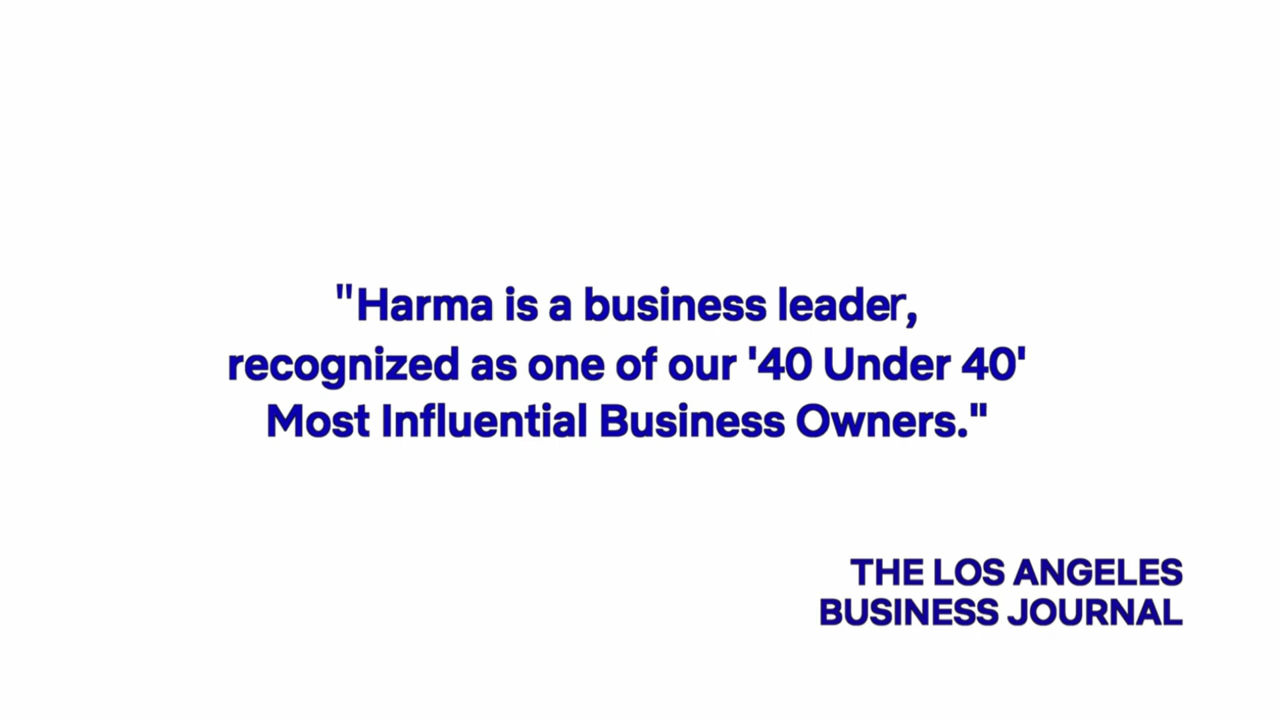 "Harma is a business leader,
recognized as one of our '40 Under 40'
Most Influential Business Owners."
THE LOS ANGELES
BUSINESS JOURNAL